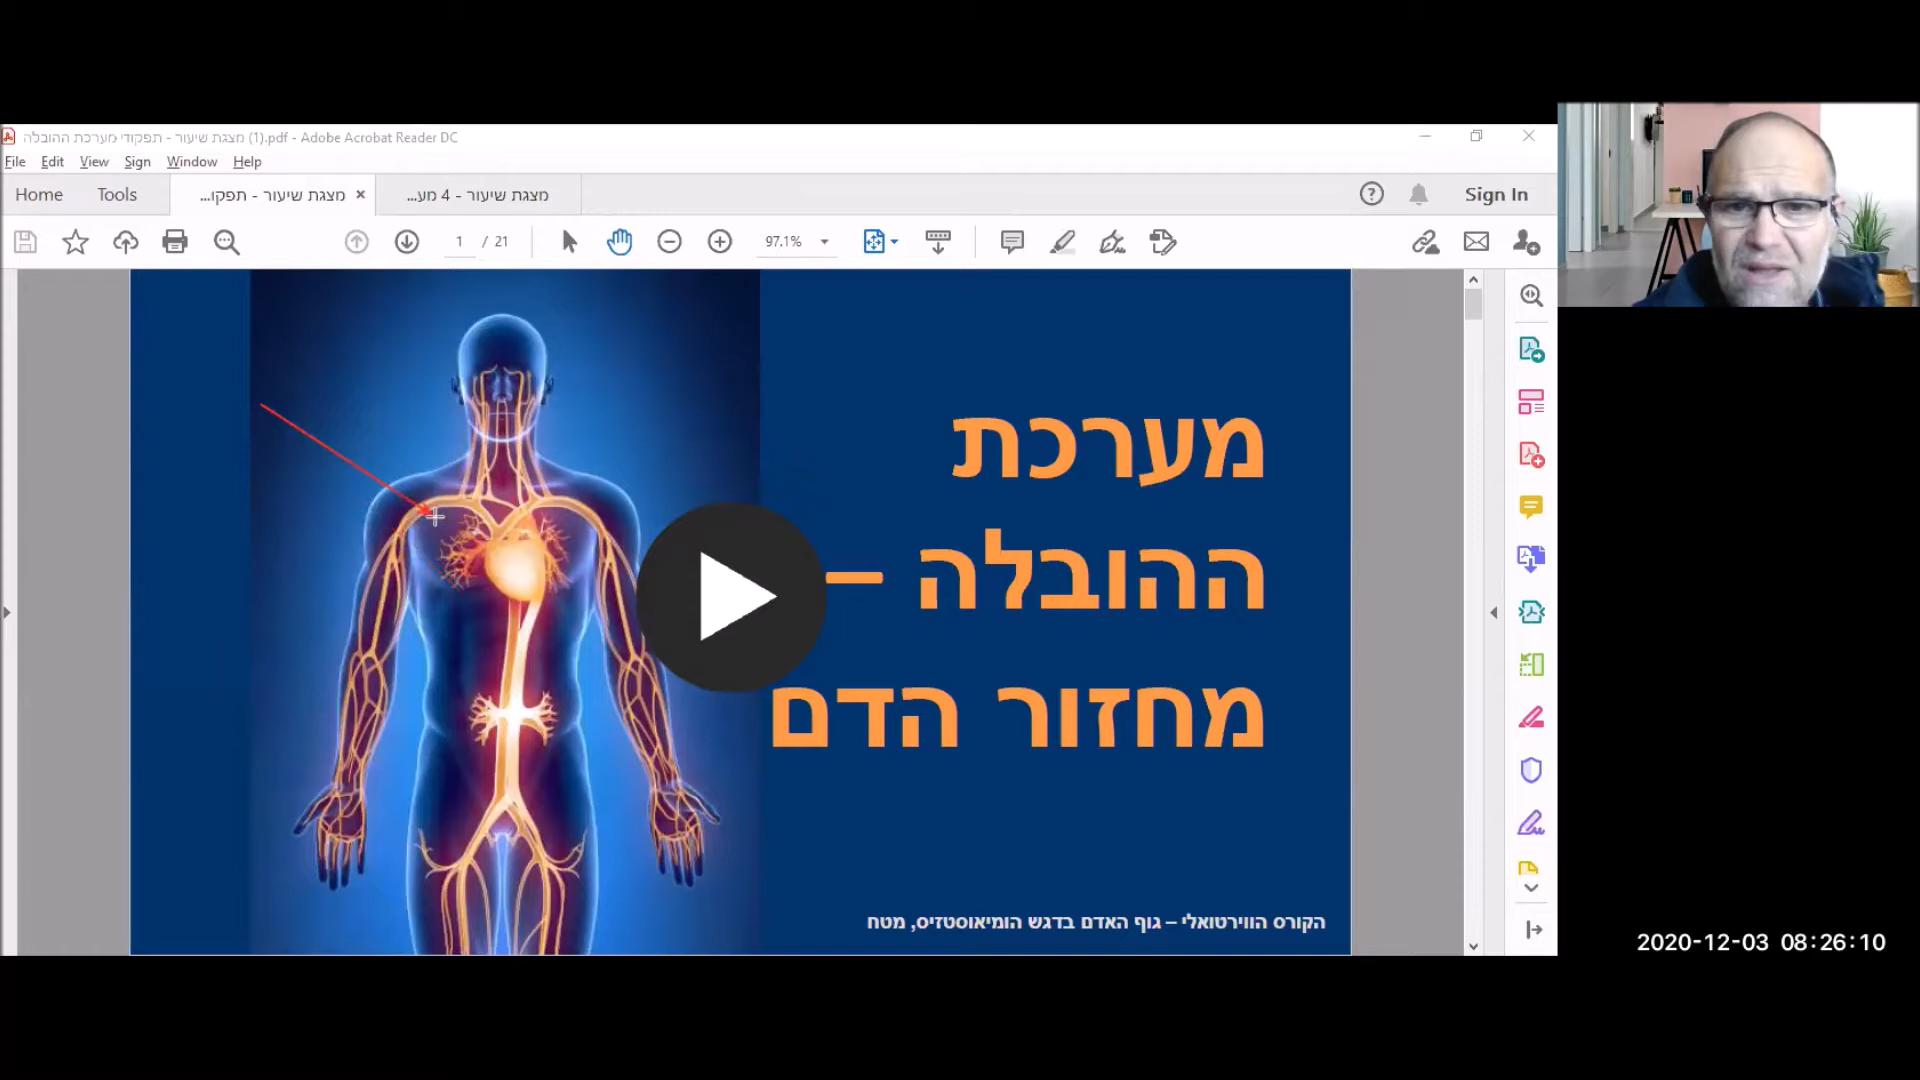 מצגת שיעור - תפקודי מערכת ההובלה (1).pdf - Adobe Acrobat Reader DC
File Edit View Sign Window Help
Home Tools מצגת שיעור - תפקו... מצגת שיעור - 4 מע... Sign In
1 / 21 97.1%
מערכת
ההובלה –
מחזור הדם
הקורס הווירטואלי – גוף האדם בדגש הומיאוסטזיס, מטח
2020-12-03 08:26:10